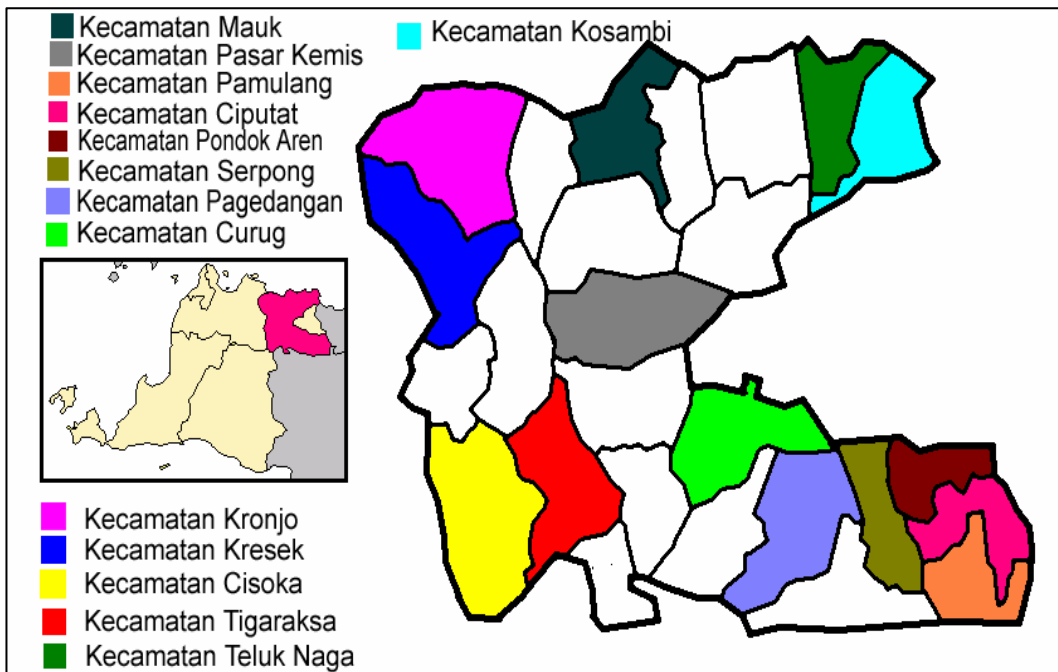 Kecamatan Mauk
Kecamatan Pasar Kemis
Kecamatan Pamulang
Kecamatan Ciputat
Kecamatan Pondok Aren
Kecamatan Serpong
Kecamatan Pagedangan
Kecamatan Curug
Kecamatan Kosambi
Kecamatan Kronjo
Kecamatan Kresek
Kecamatan Cisoka
Kecamatan Tigaraksa
Kecamatan Teluk Naga